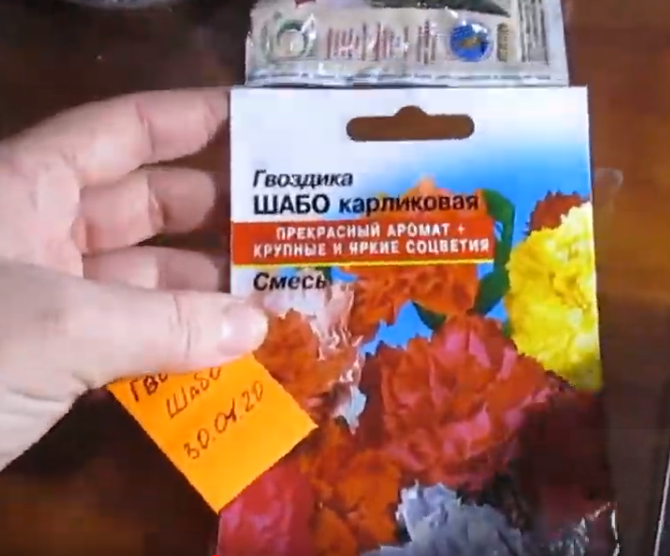 Гвоздика
ШАБО карликовая
ПРЕКРАСНЫЙ АРОМАТ +
КРУПНЫЕ И ЯРКИЕ СОЦВЕТИЯ
Смесь
ШАБО
30.01.20